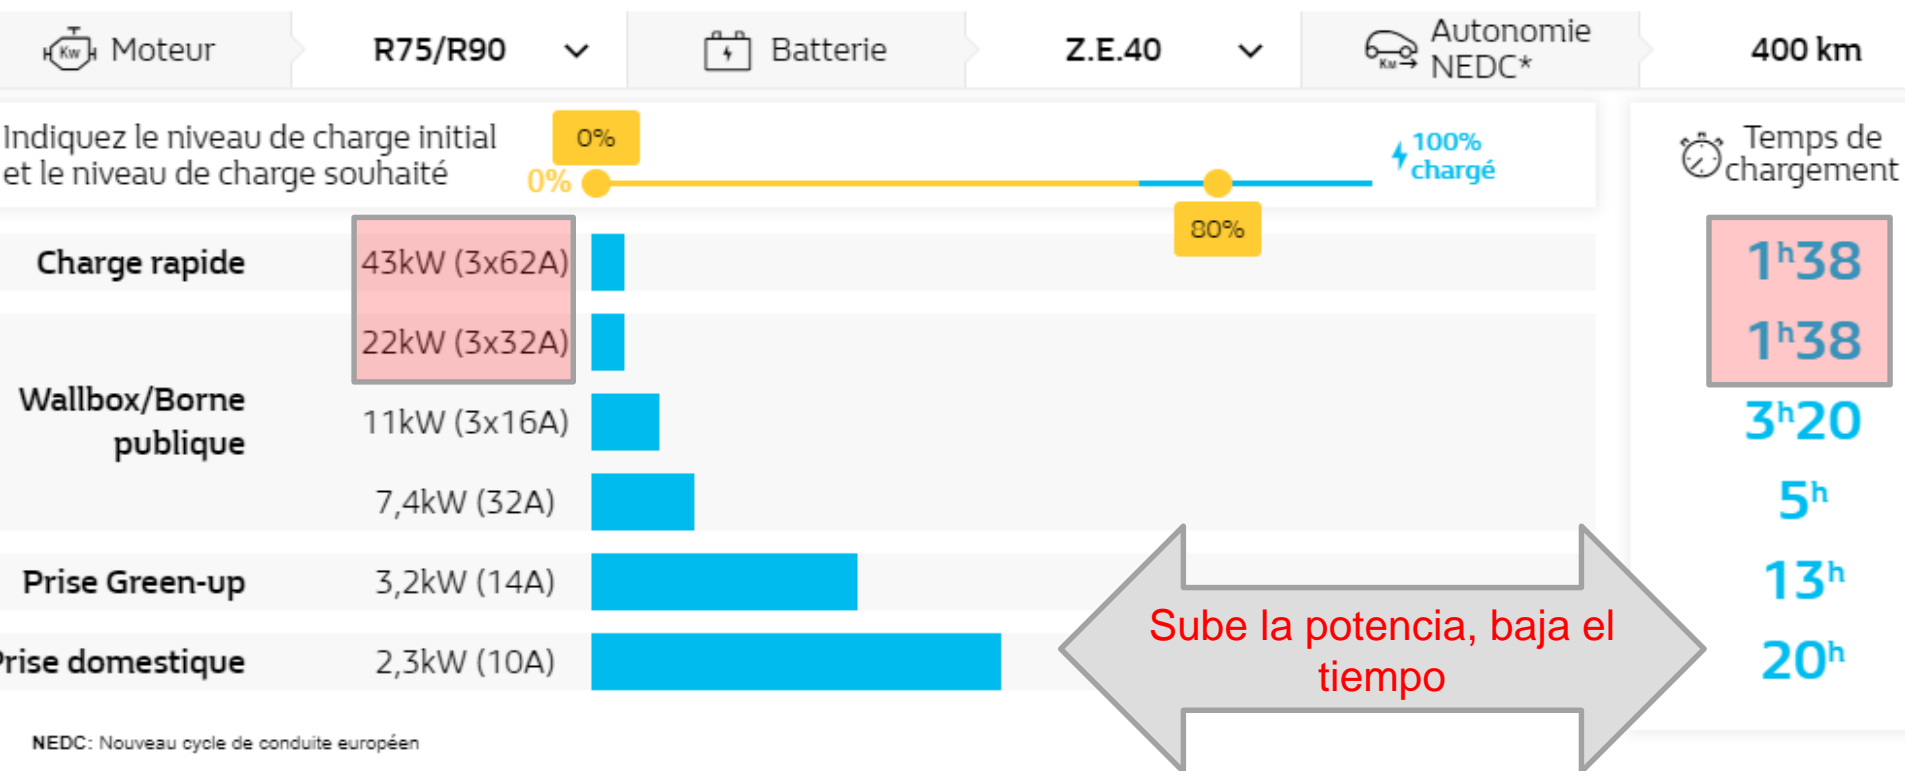 Kw Moteur R75/R90 Batterie Z.E.40 KM Autonomie NEDC* 400 km
Indiquez le niveau de charge initial
et le niveau de charge souhaité
0%
0%
80%
100%
chargé
Temps de
chargement
Charge rapide 43kW (3x62A) 1h38
22kW (3x32A) 1h38
Wallbox/Borne
publique
11kW (3x16A) 3h20
7,4kW (32A) 5h
Prise Green-up 3,2kW (14A) 13h
Prise domestique 2,3kW (10A) 20h
Sube la potencia, baja el
tiempo
NEDC: Nouveau cycle de conduite européen